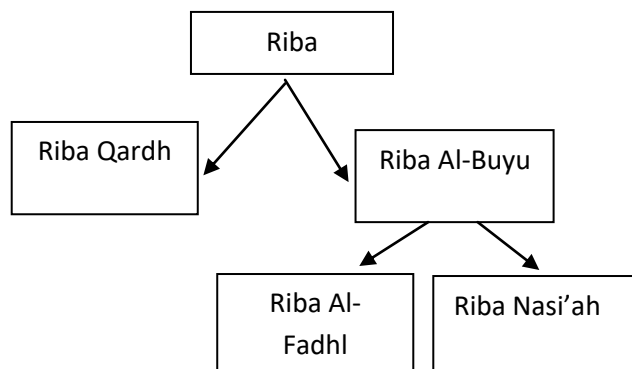 Riba
Riba Qardh
Riba Al-Buyu
Riba Al-
Fadhl
Riba Nasi’ah